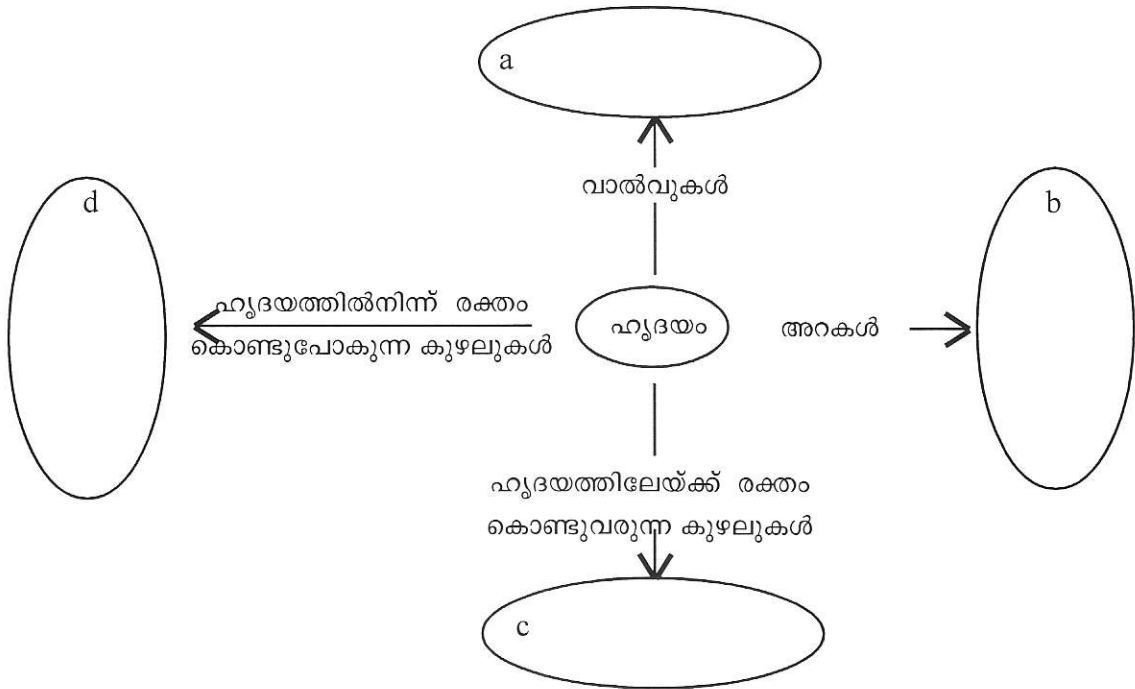 a
വാൽവുകൾ
d
b
ഹൃദയത്തിൽനിന്ന് രക്തം
കൊണ്ടുപോകുന്ന കുഴലുകൾ
ഹൃദയം
അറകൾ
ഹൃദയത്തിലേയ്ക്ക് രക്തം
കൊണ്ടുവരുന്ന കുഴലുകൾ
c